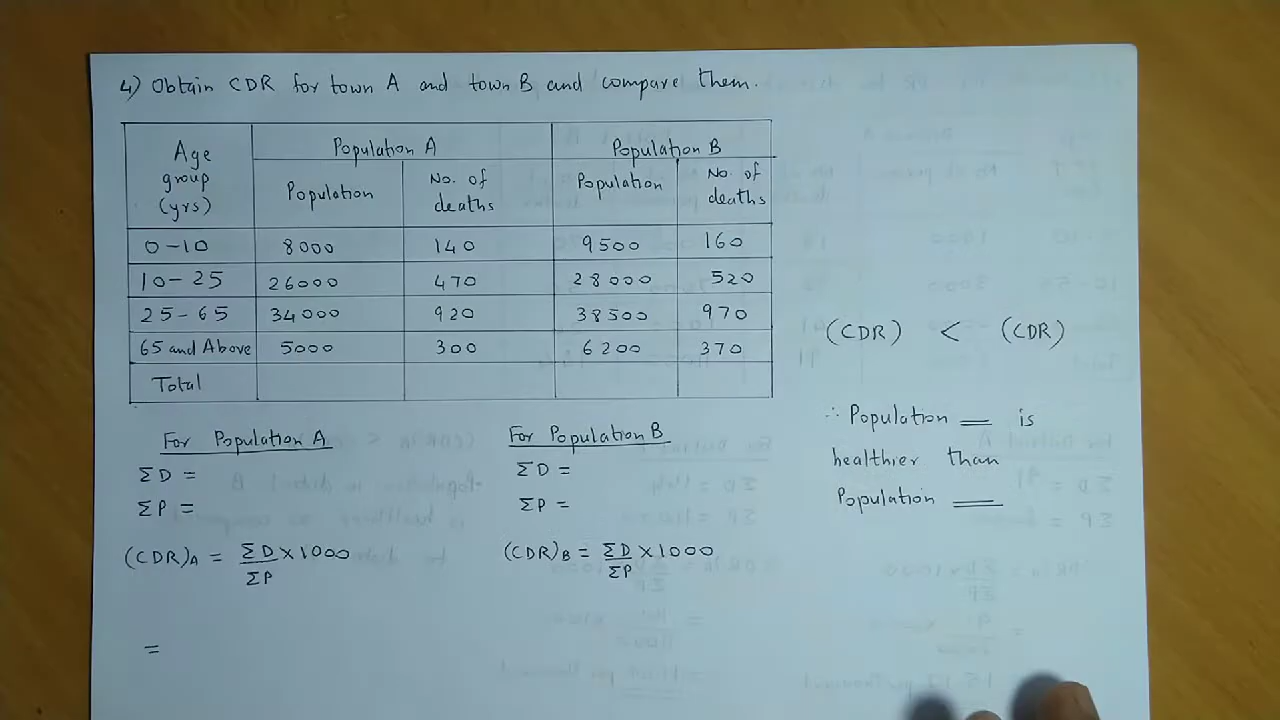 4) Obtain CDR for town A and town B and compare them.
Age group (yrs) Population A Population B
Population No. of deaths Population No. of deaths
0-10 8000 140 9500 160
10-25 26000 470 28000 520
25-65 34000 920 38500 970
65 and Above 5000 300 6200 370
Total
For Population A
ΣD =
ΣP =
(CDR)A = ΣD/ΣP × 1000
=
For Population B
ΣD =
ΣP =
(CDR)B = ΣD/ΣP × 1000
(CDR) < (CDR)
∴ Population __ is
healthier than
Population __